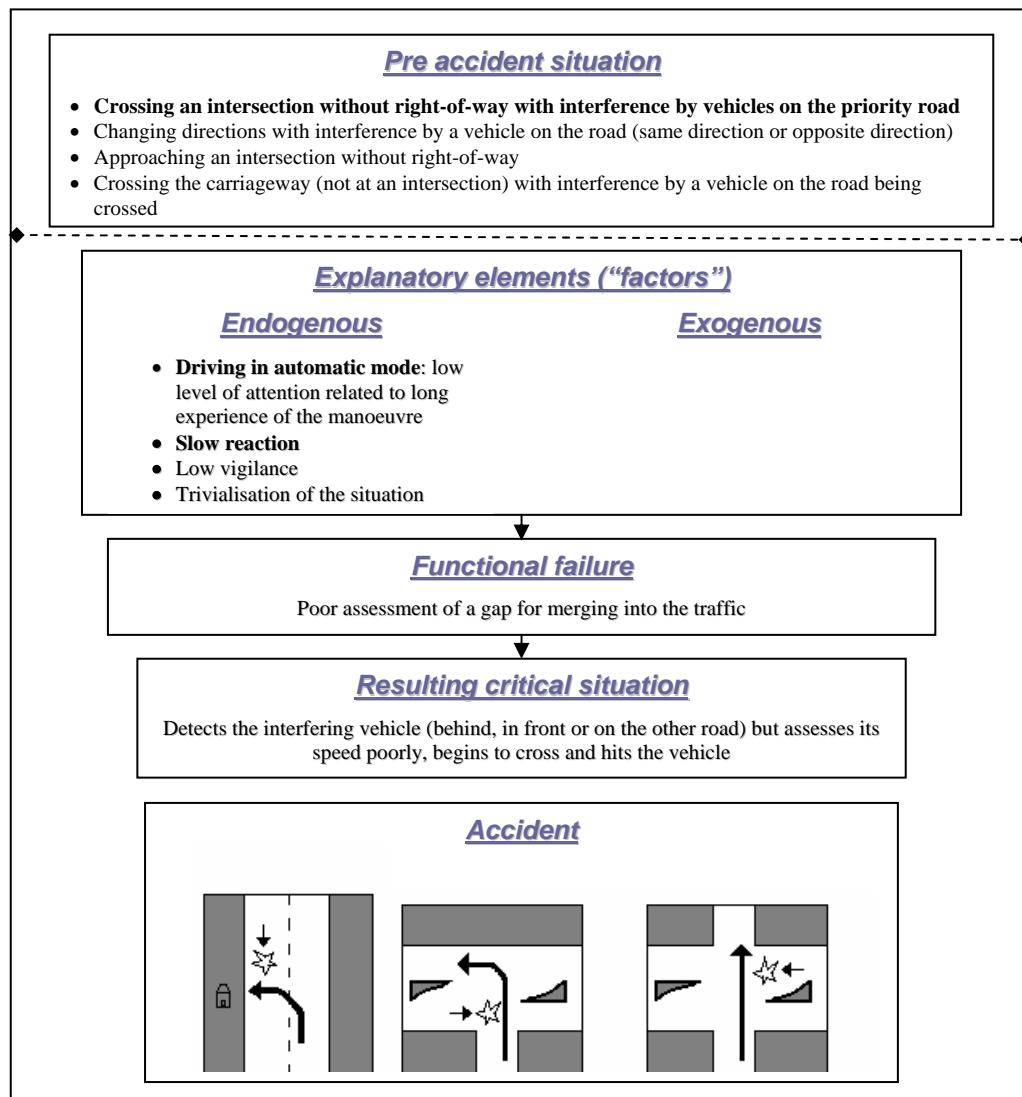 Pre accident situation
• Crossing an intersection without right-of-way with interference by vehicles on the priority road
• Changing directions with interference by a vehicle on the road (same direction or opposite direction)
• Approaching an intersection without right-of-way
• Crossing the carriageway (not at an intersection) with interference by a vehicle on the road being
crossed
Explanatory elements (“factors”)
Endogenous
Exogenous
• Driving in automatic mode: low
level of attention related to long
experience of the manoeuvre
• Slow reaction
• Low vigilance
• Trivialisation of the situation
Functional failure
Poor assessment of a gap for merging into the traffic
Resulting critical situation
Detects the interfering vehicle (behind, in front or on the other road) but assesses its
speed poorly, begins to cross and hits the vehicle
Accident